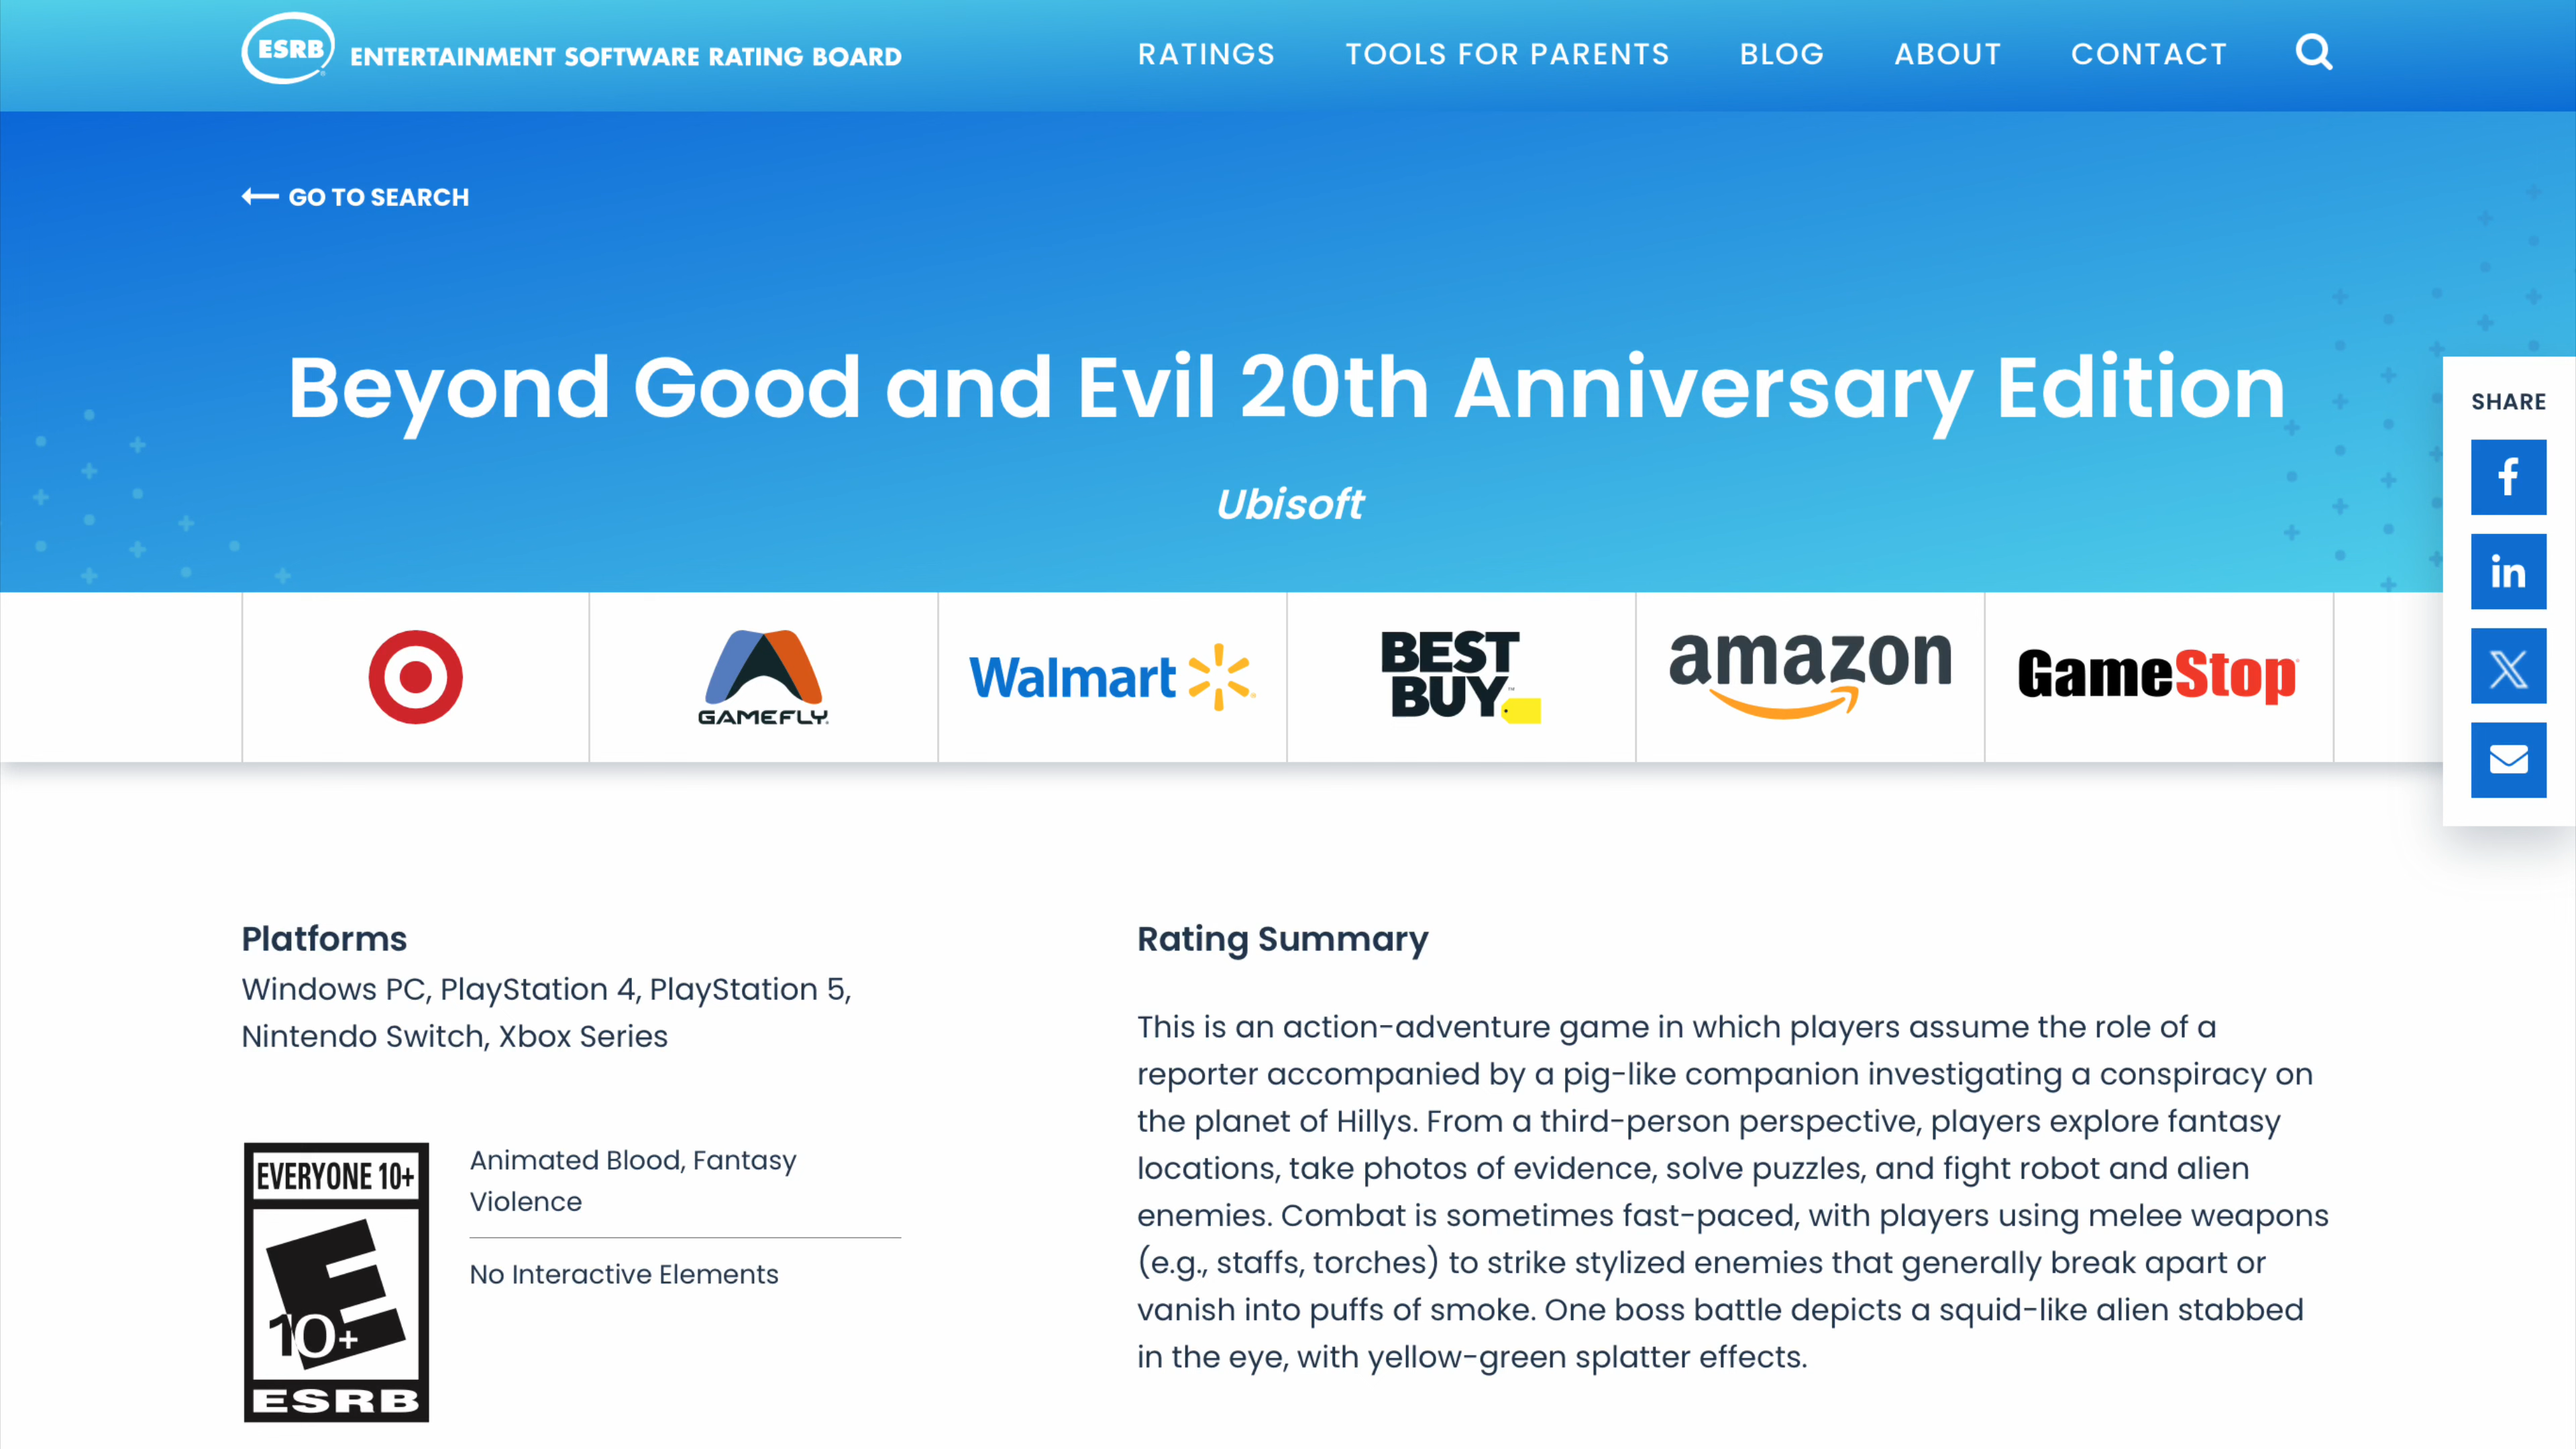 ESRB ENTERTAINMENT SOFTWARE RATING BOARD
RATINGS
TOOLS FOR PARENTS
BLOG
ABOUT
CONTACT
GO TO SEARCH
Beyond Good and Evil 20th Anniversary Edition
Ubisoft
SHARE
f
in
X
GAMEFLY
Walmart
BEST
BUY
amazon
GameStop
Platforms
Windows PC, PlayStation 4, PlayStation 5,
Nintendo Switch, Xbox Series
EVERYONE 10+
E
10+
ESRB
Animated Blood, Fantasy
Violence
No Interactive Elements
Rating Summary
This is an action-adventure game in which players assume the role of a
reporter accompanied by a pig-like companion investigating a conspiracy on
the planet of Hillys. From a third-person perspective, players explore fantasy
locations, take photos of evidence, solve puzzles, and fight robot and alien
enemies. Combat is sometimes fast-paced, with players using melee weapons
(e.g., staffs, torches) to strike stylized enemies that generally break apart or
vanish into puffs of smoke. One boss battle depicts a squid-like alien stabbed
in the eye, with yellow-green splatter effects.